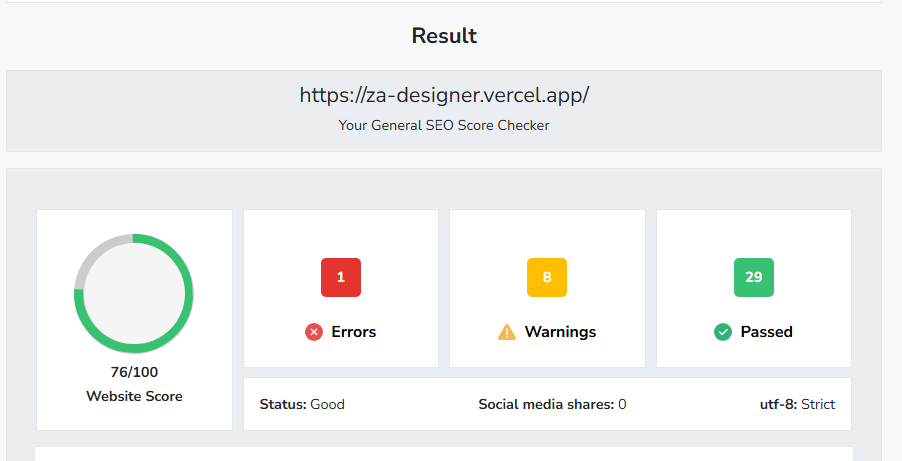 Result
https://za-designer.vercel.app/
Your General SEO Score Checker
76/100
Website Score
1
Errors
8
Warnings
29
Passed
Status: Good
Social media shares: 0
utf-8: Strict